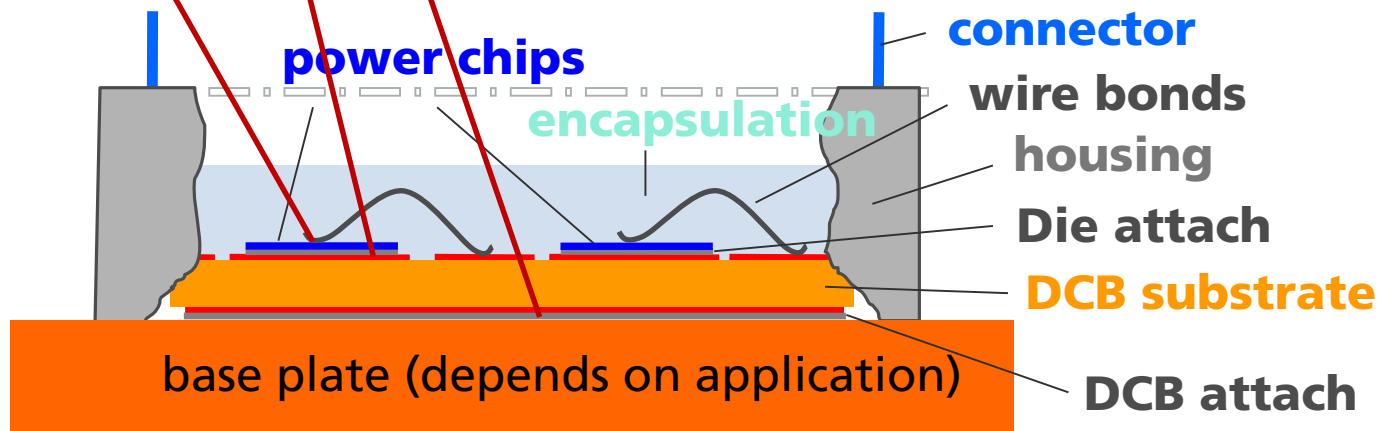 connector
power chips
wire bonds
encapsulation
housing
Die attach
DCB substrate
base plate (depends on application)
DCB attach